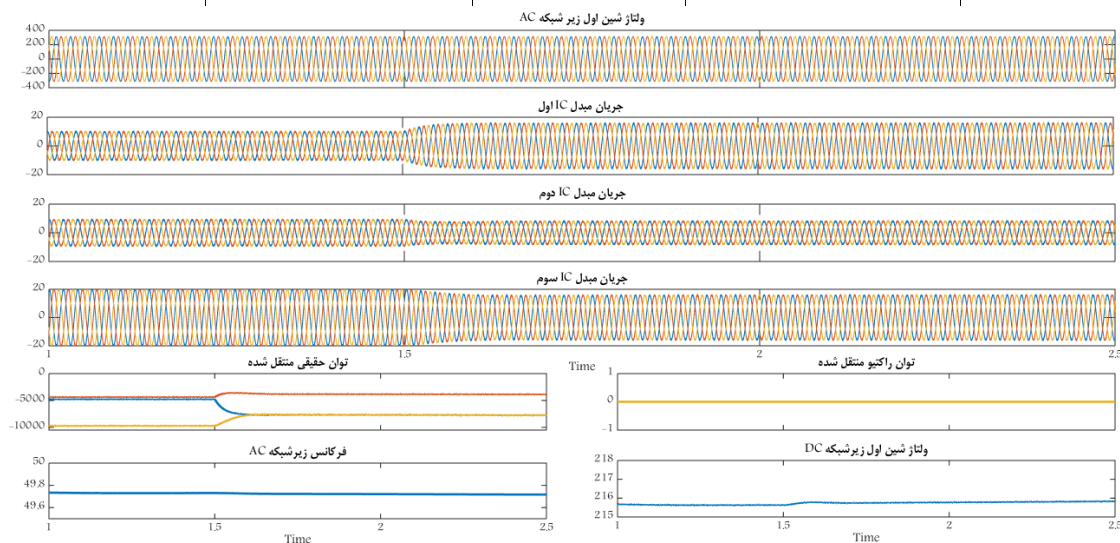 ولتاژ شین اول زیر شبکه AC
400
200
0
-200
-400
جریان مبدل IC اول
20
0
-20
جریان مبدل IC دوم
20
0
-20
جریان مبدل IC سوم
20
0
-20
1 1.5 2 2.5
Time
توان حقیقی منتقل شده
0
-5000
-10000
توان راکتیو منتقل شده
1
0
-1
فرکانس زیرشبکه AC
50
49.8
49.6
1 1.5 2 2.5
Time
ولتاژ شین اول زیرشبکه DC
218
217
216
215
1 1.5 2 2.5
Time